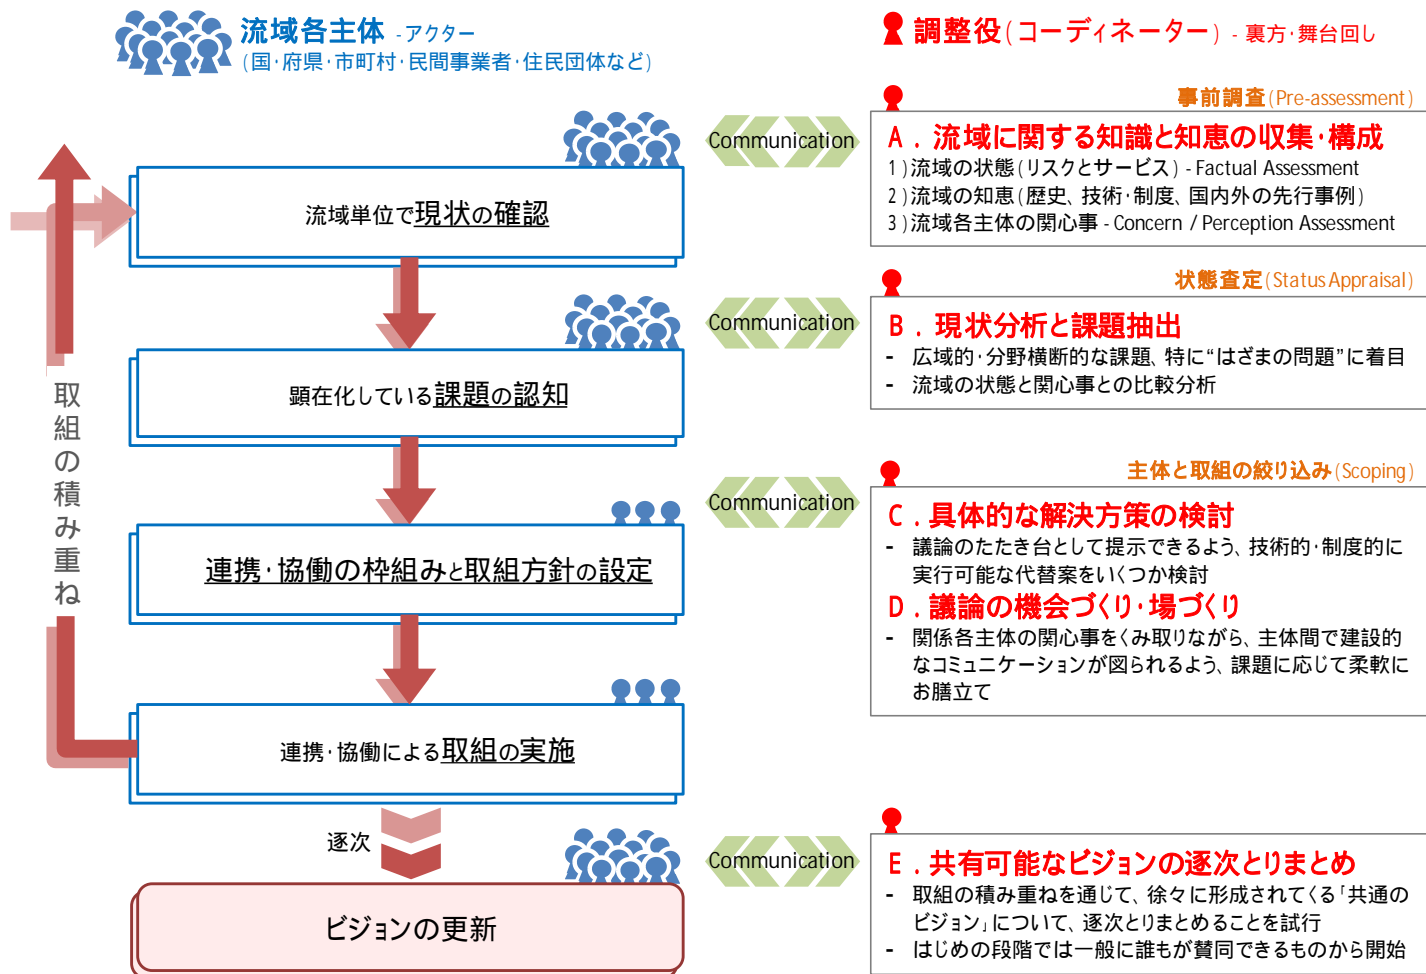 流域各主体 - アクター
(国・府県・市町村・民間事業者・住民団体など)
調整役(コーディネーター) - 裏方・舞台回し
事前調査(Pre-assessment)
Communication
A．流域に関する知識と知恵の収集・構成
1)流域の状態(リスクとサービス) - Factual Assessment
2)流域の知恵(歴史、技術・制度、国内外の先行事例)
3)流域各主体の関心事 - Concern / Perception Assessment
流域単位で現状の確認
状態査定(Status Appraisal)
Communication
B．現状分析と課題抽出
- 広域的・分野横断的な課題、特に“はざまの問題”に着目
- 流域の状態と関心事との比較分析
顕在化している課題の認知
取組の積み重ね
主体と取組の絞り込み(Scoping)
Communication
C．具体的な解決方策の検討
- 議論のたたき台として提示できるよう、技術的・制度的に
実行可能な代替案をいくつか検討
D．議論の機会づくり・場づくり
- 関係各主体の関心事をくみ取りながら、主体間で建設的
なコミュニケーションが図られるよう、課題に応じて柔軟に
お膳立て
連携・協働の枠組みと取組方針の設定
連携・協働による取組の実施
逐次
Communication
E．共有可能なビジョンの逐次とりまとめ
- 取組の積み重ねを通じて、徐々に形成されてくる「共通の
ビジョン」について、逐次とりまとめることを試行
- はじめの段階では一般に誰もが賛同できるものから開始
ビジョンの更新